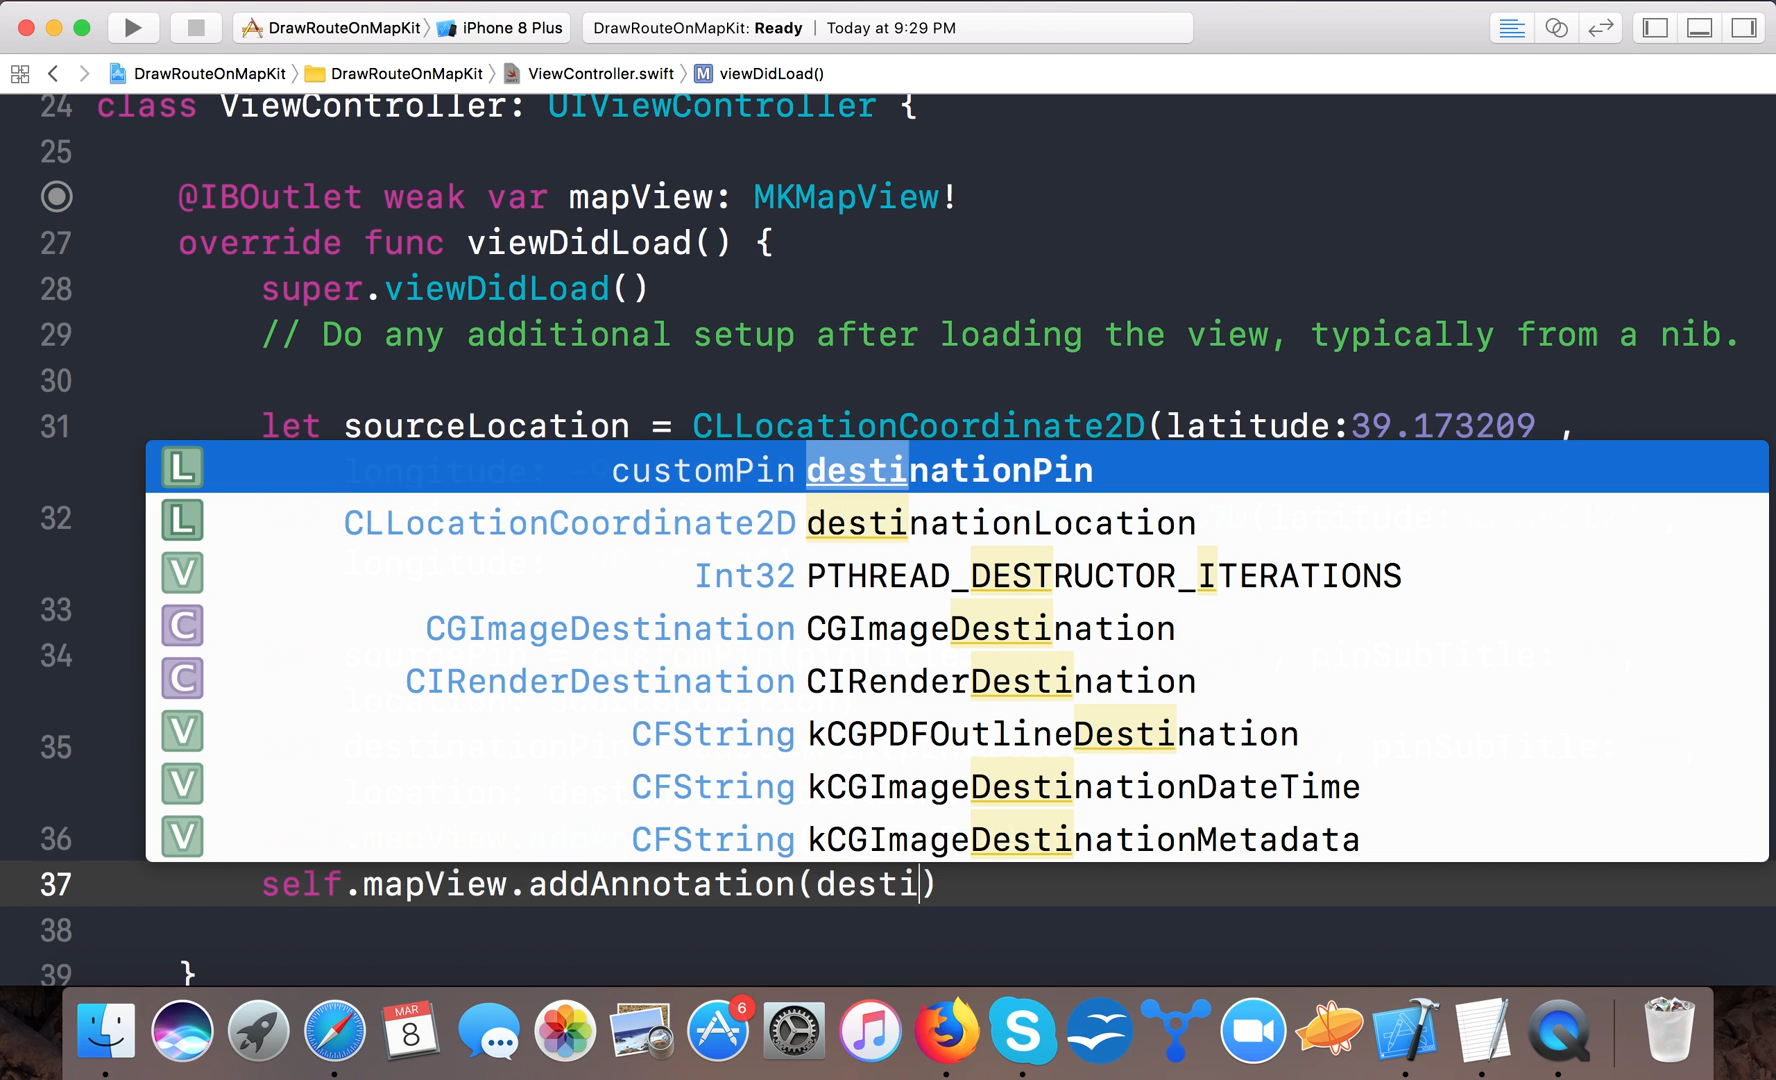 DrawRouteOnMapKit iPhone 8 Plus DrawRouteOnMapKit: Ready | Today at 9:29 PM
DrawRouteOnMapKit DrawRouteOnMapKit ViewController.swift M viewDidLoad()
24 class ViewController: UIViewController {
25
@IBOutlet weak var mapView: MKMapView!
27 override func viewDidLoad() {
28 super.viewDidLoad()
29 // Do any additional setup after loading the view, typically from a nib.
30
31 let sourceLocation = CLLocationCoordinate2D(latitude:39.173209 ,
L customPin destinationPin
32 L CLLocationCoordinate2D destinationLocation
V Int32 PTHREAD_DESTRUCTOR_ITERATIONS
33 C CGImageDestination CGImageDestination
34 C CIRenderDestination CIRenderDestination
35 V CFString kCGPDFOutlineDestination
V CFString kCGImageDestinationDateTime
36 V CFString kCGImageDestinationMetadata
37 self.mapView.addAnnotation(desti)
38
39 }
MAR
8
6
S